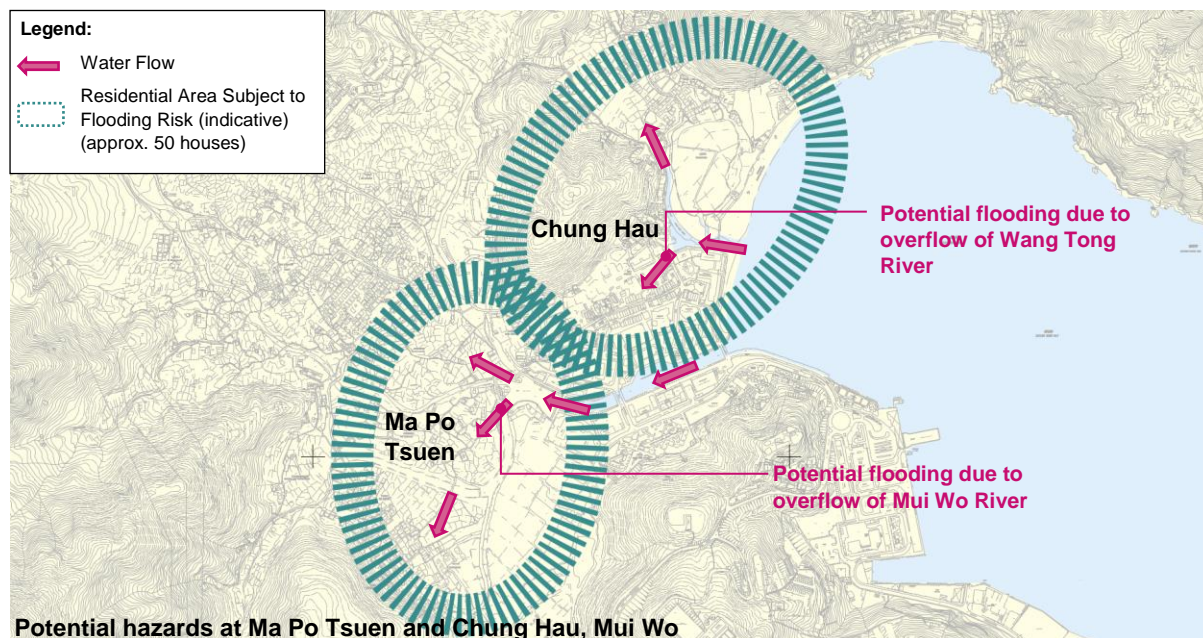 Legend:
Water Flow
Residential Area Subject to
Flooding Risk (indicative)
(approx. 50 houses)
Chung Hau
Potential flooding due to
overflow of Wang Tong
River
Ma Po
Tsuen
Potential flooding due to
overflow of Mui Wo River
Potential hazards at Ma Po Tsuen and Chung Hau, Mui Wo